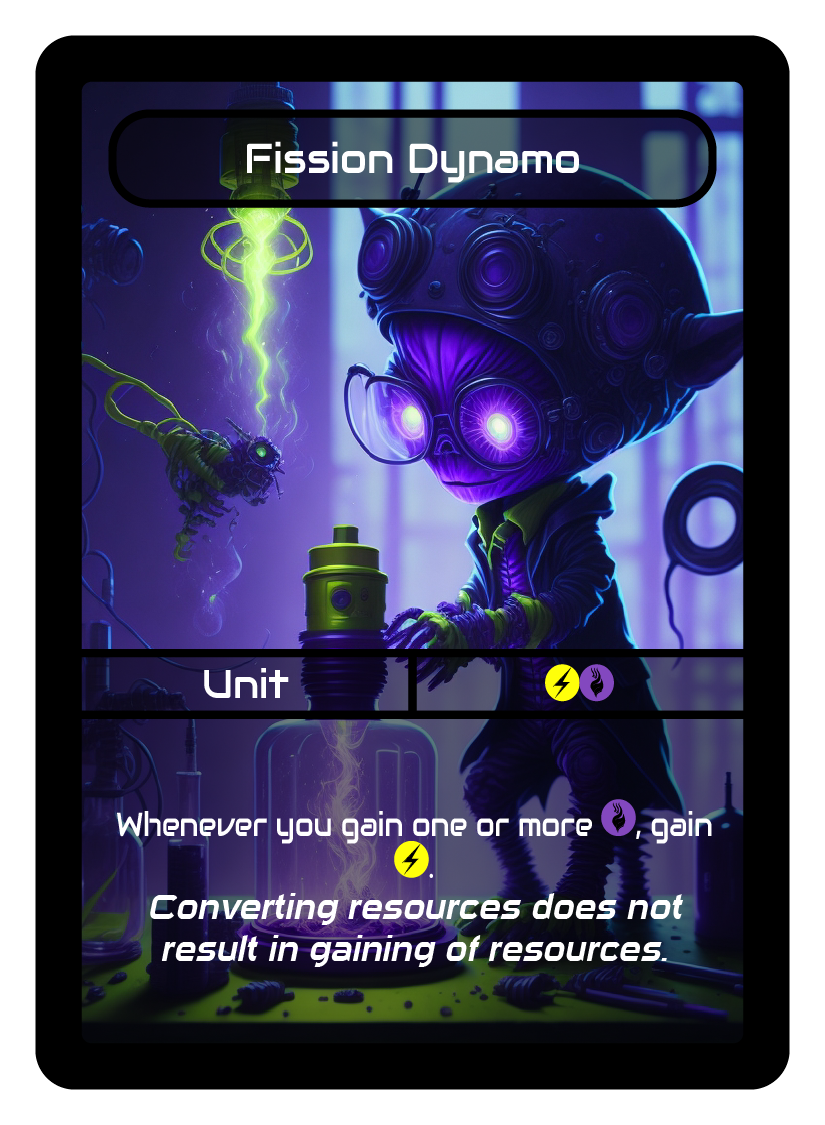 Fission Dynamo
Unit
Whenever you gain one or more , gain
.
Converting resources does not
result in gaining of resources.